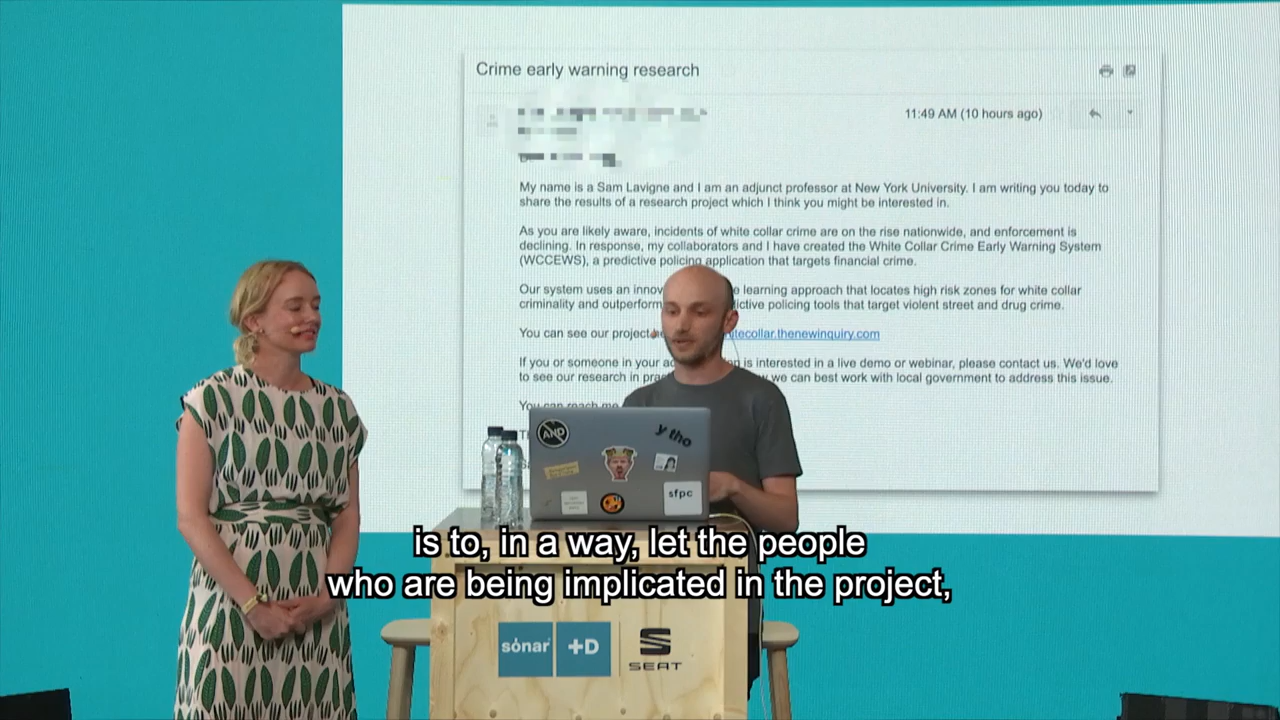 Crime early warning research
11:49 AM (10 hours ago)
My name is a Sam Lavigne and I am an adjunct professor at New York University. I am writing you today to
share the results of a research project which I think you might be interested in.
As you are likely aware, incidents of white collar crime are on the rise nationwide, and enforcement is
declining. In response, my collaborators and I have created the White Collar Crime Early Warning System
(WCCEWS), a predictive policing application that targets financial crime.
Our system uses an learning approach that locates high risk zones for white collar
criminality and policing tools that target violent street and drug crime.
You can see our project itecollar.thenewinquiry.com
If you or someone in your is interested in a live demo or webinar, please contact us. We'd love
to see our research in we can best work with local government to address this issue.
You can reach me
AND
y tho
sfpc
is to, in a way, let the people
who are being implicated in the project,
sónar +D SEAT